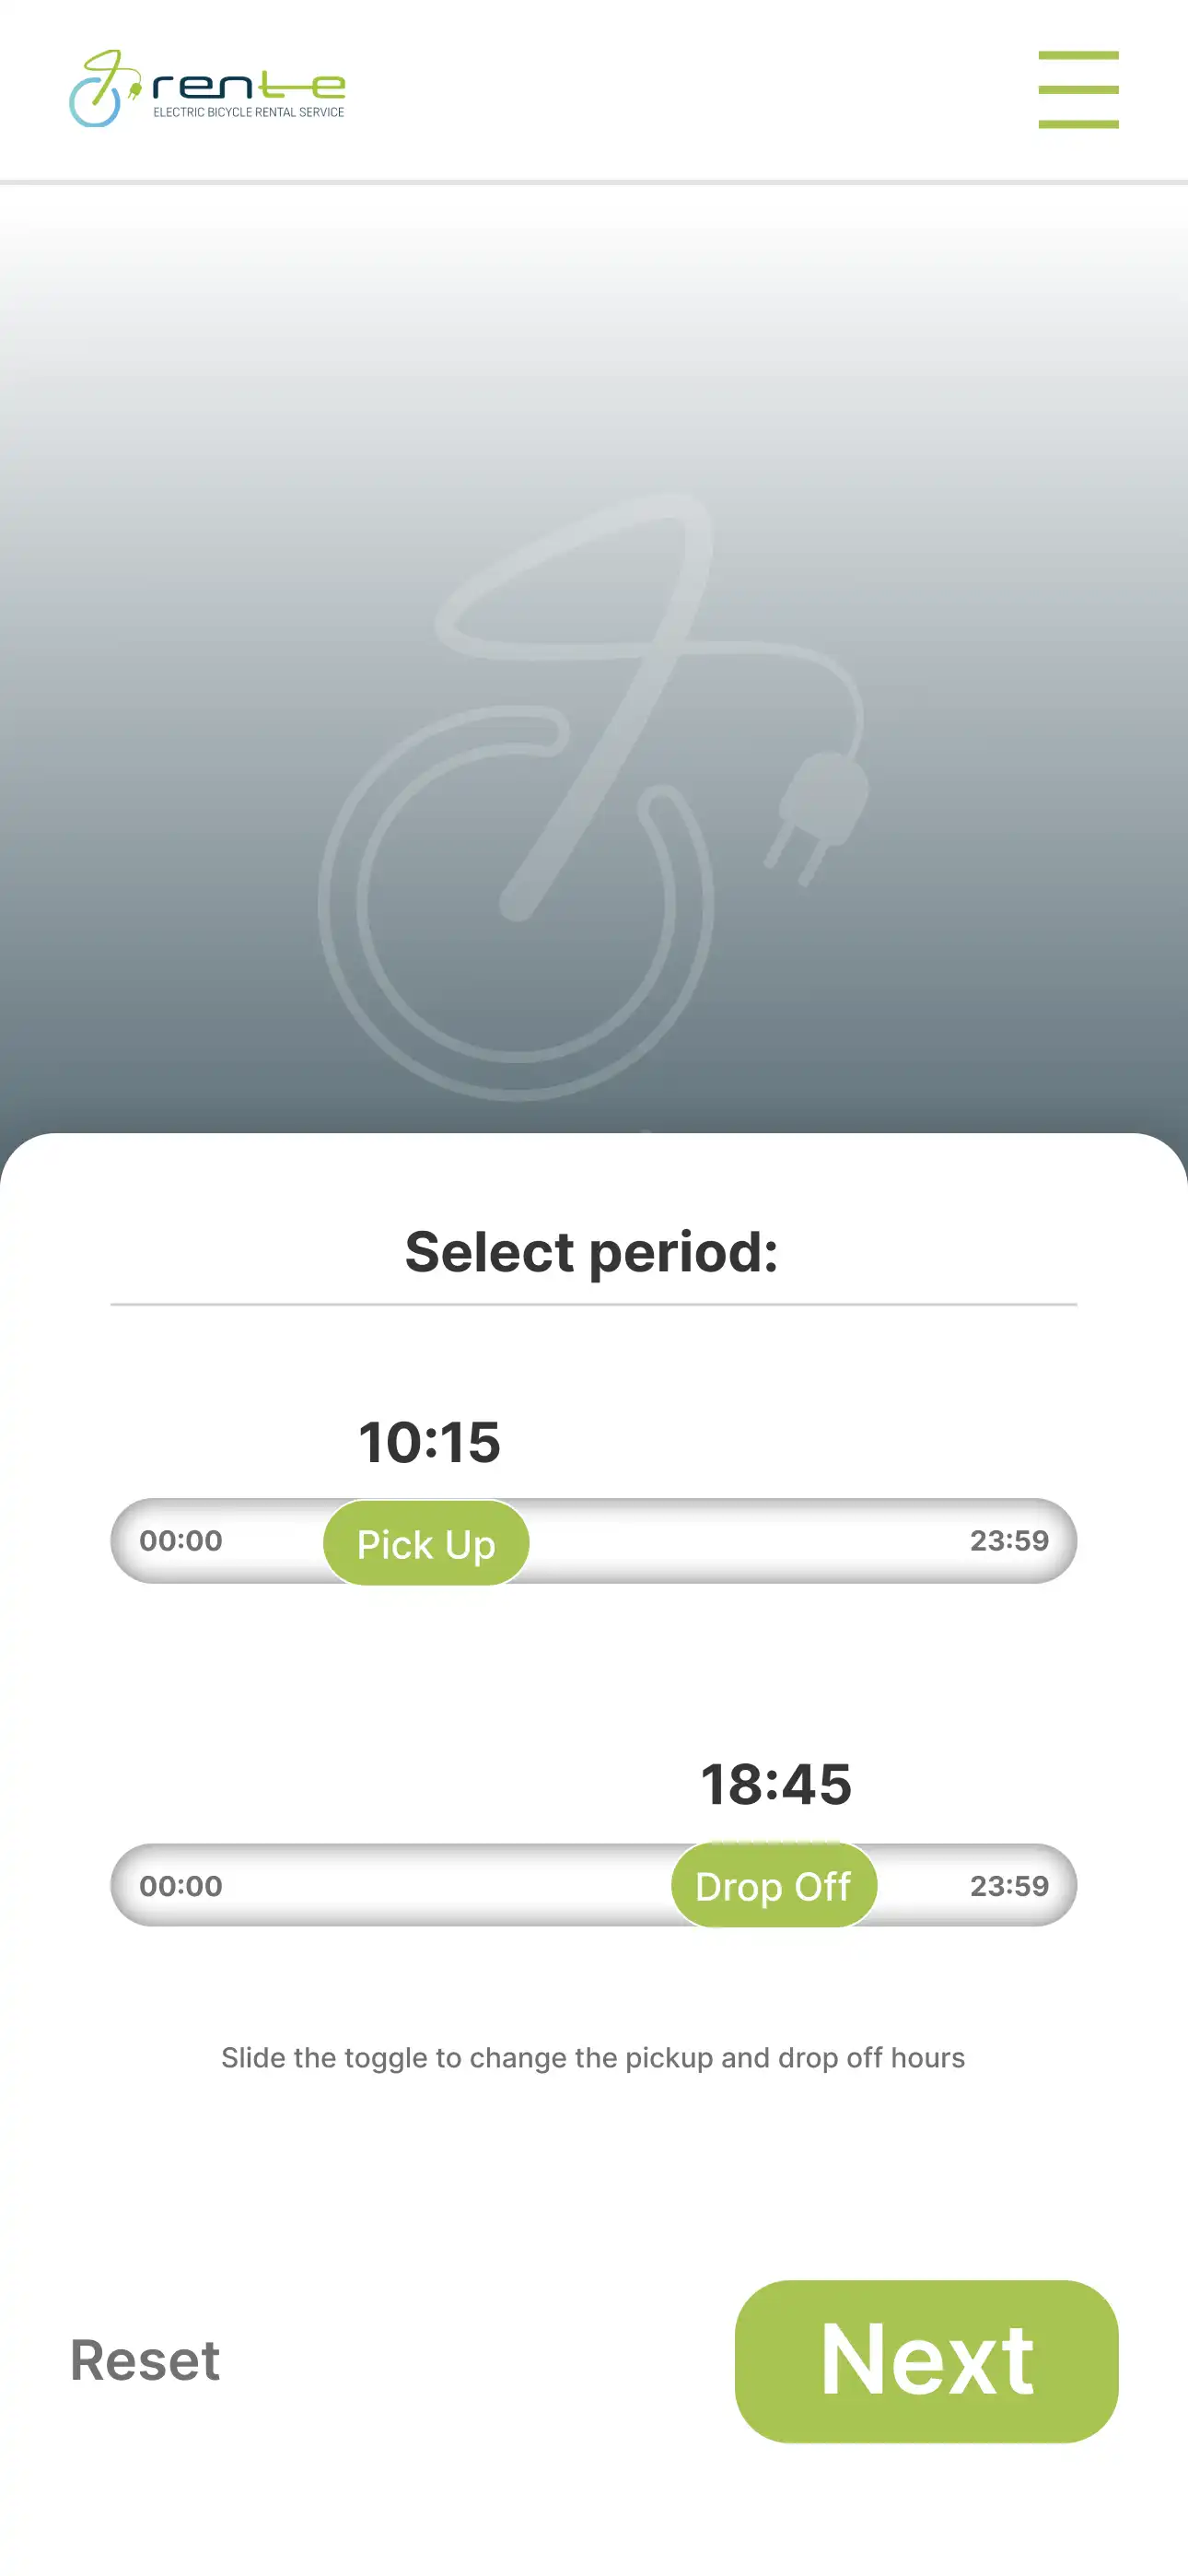 rente
ELECTRIC BICYCLE RENTAL SERVICE
Select period:
10:15
00:00 Pick Up 23:59
18:45
00:00 Drop Off 23:59
Slide the toggle to change the pickup and drop off hours
Reset Next